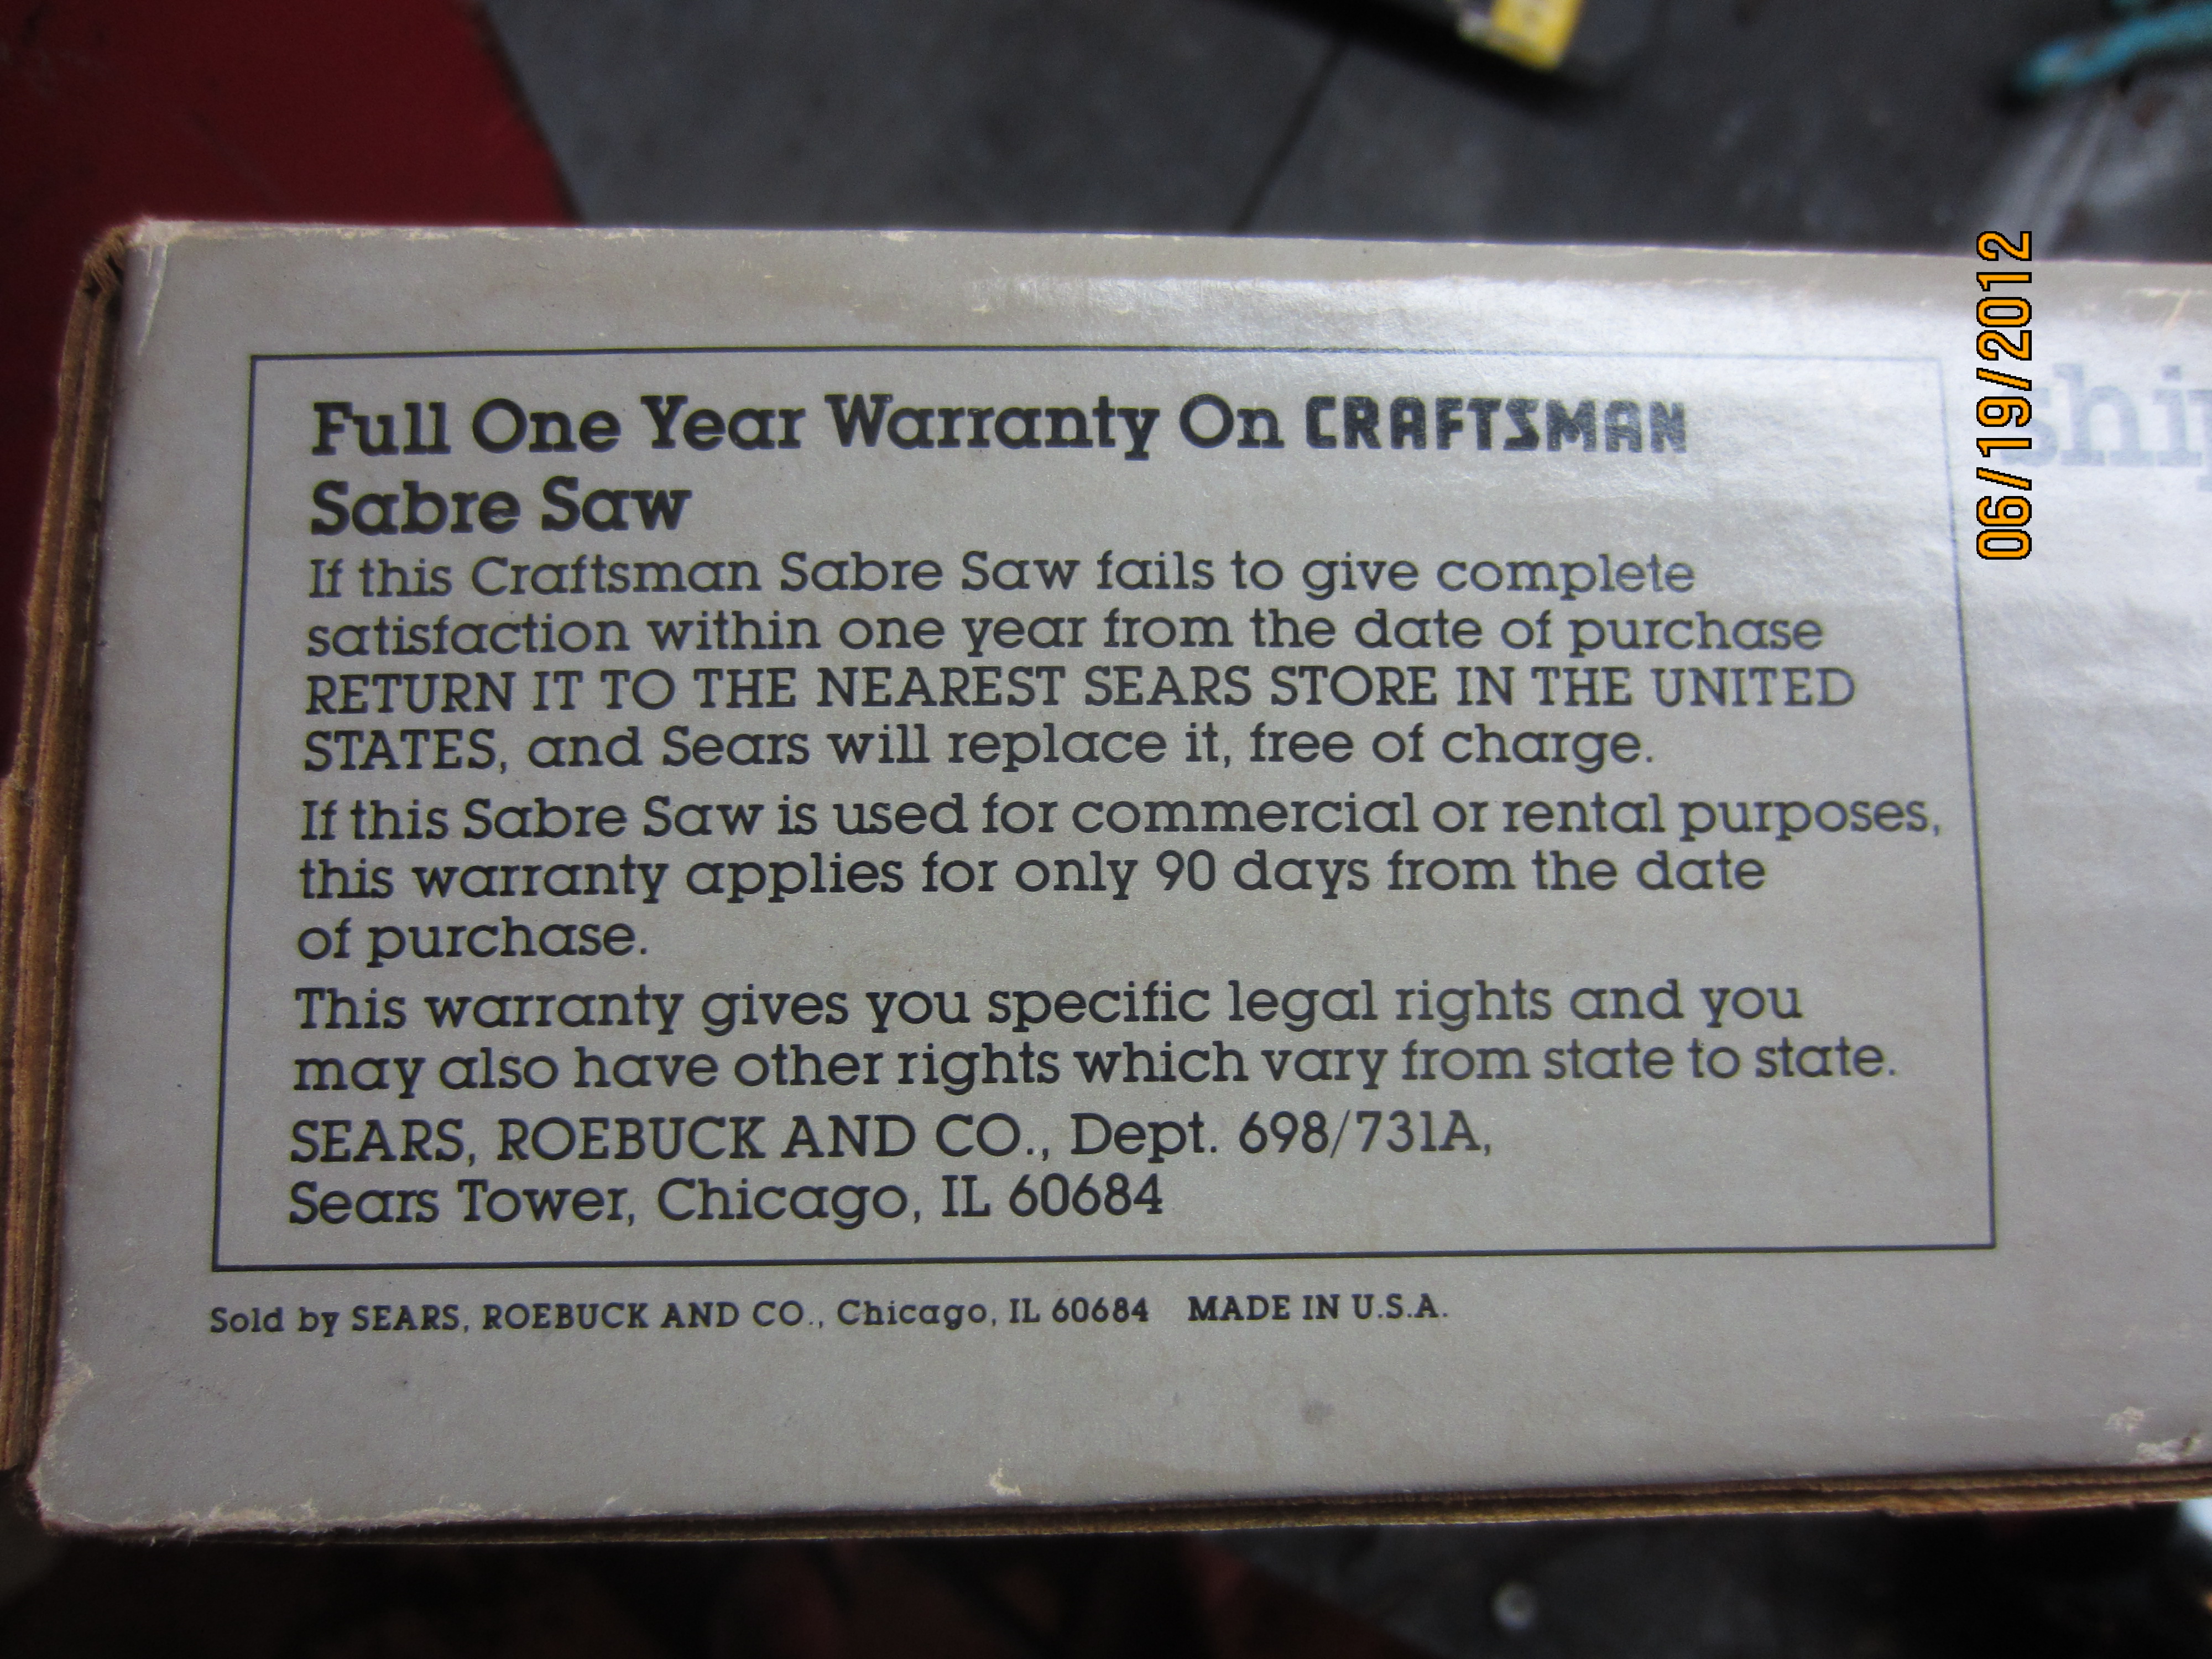 Full One Year Warranty On CRAFTSMAN
Sabre Saw
If this Craftsman Sabre Saw fails to give complete
satisfaction within one year from the date of purchase
RETURN IT TO THE NEAREST SEARS STORE IN THE UNITED
STATES, and Sears will replace it, free of charge.
If this Sabre Saw is used for commercial or rental purposes,
this warranty applies for only 90 days from the date
of purchase.
This warranty gives you specific legal rights and you
may also have other rights which vary from state to state.
SEARS, ROEBUCK AND CO., Dept. 698/731A,
Sears Tower, Chicago, IL 60684
Sold by SEARS, ROEBUCK AND CO., Chicago, IL 60684 MADE IN U.S.A.
06/19/2012